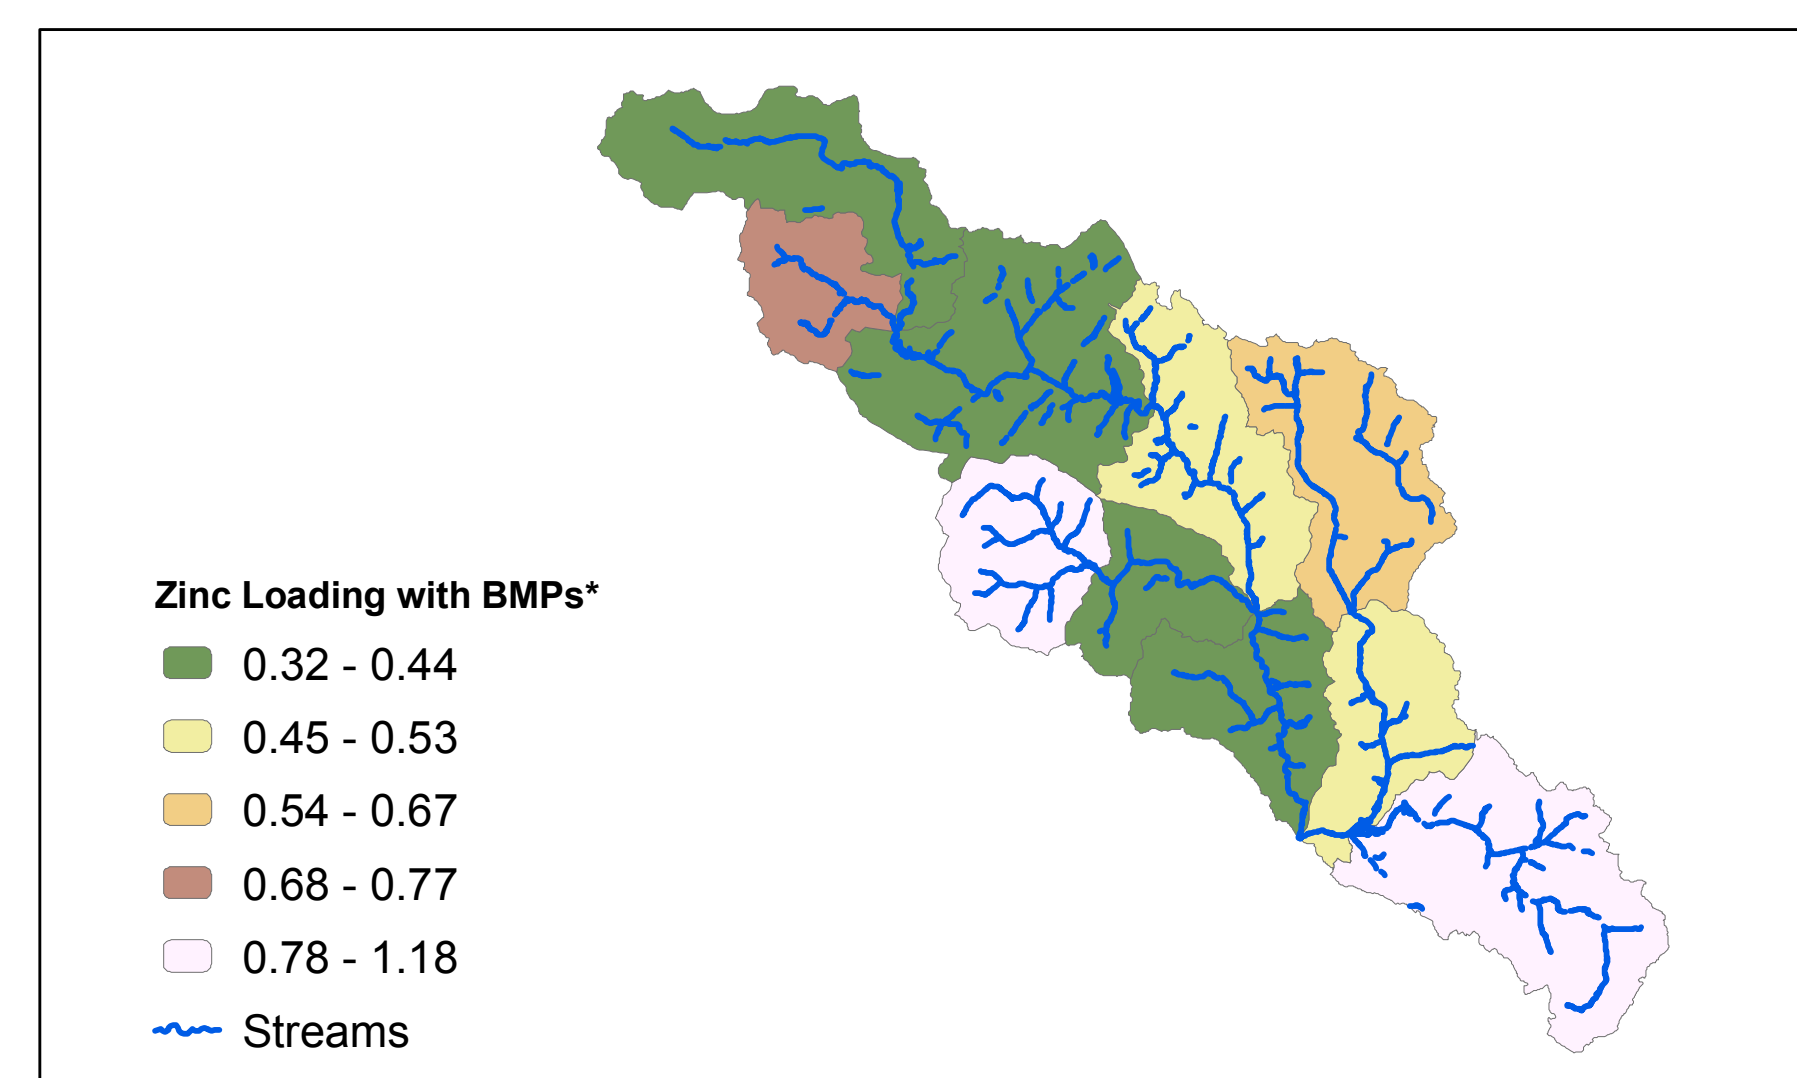 Zinc Loading with BMPs*
0.32 - 0.44
0.45 - 0.53
0.54 - 0.67
0.68 - 0.77
0.78 - 1.18
Streams